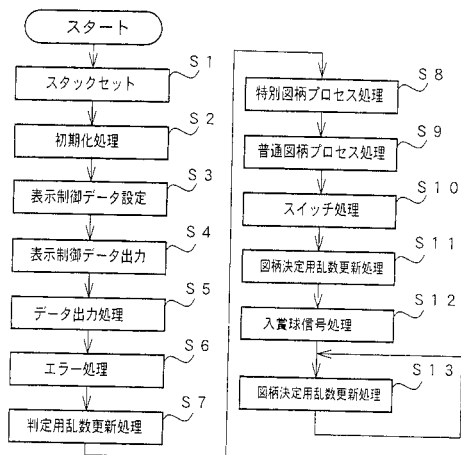 スタート
S1
スタックセット
S2
初期化処理
S3
表示制御データ設定
S4
表示制御データ出力
S5
データ出力処理
S6
エラー処理
S7
判定用乱数更新処理
S8
特別図柄プロセス処理
S9
普通図柄プロセス処理
S10
スイッチ処理
S11
図柄決定用乱数更新処理
S12
入賞球信号処理
S13
図柄決定用乱数更新処理